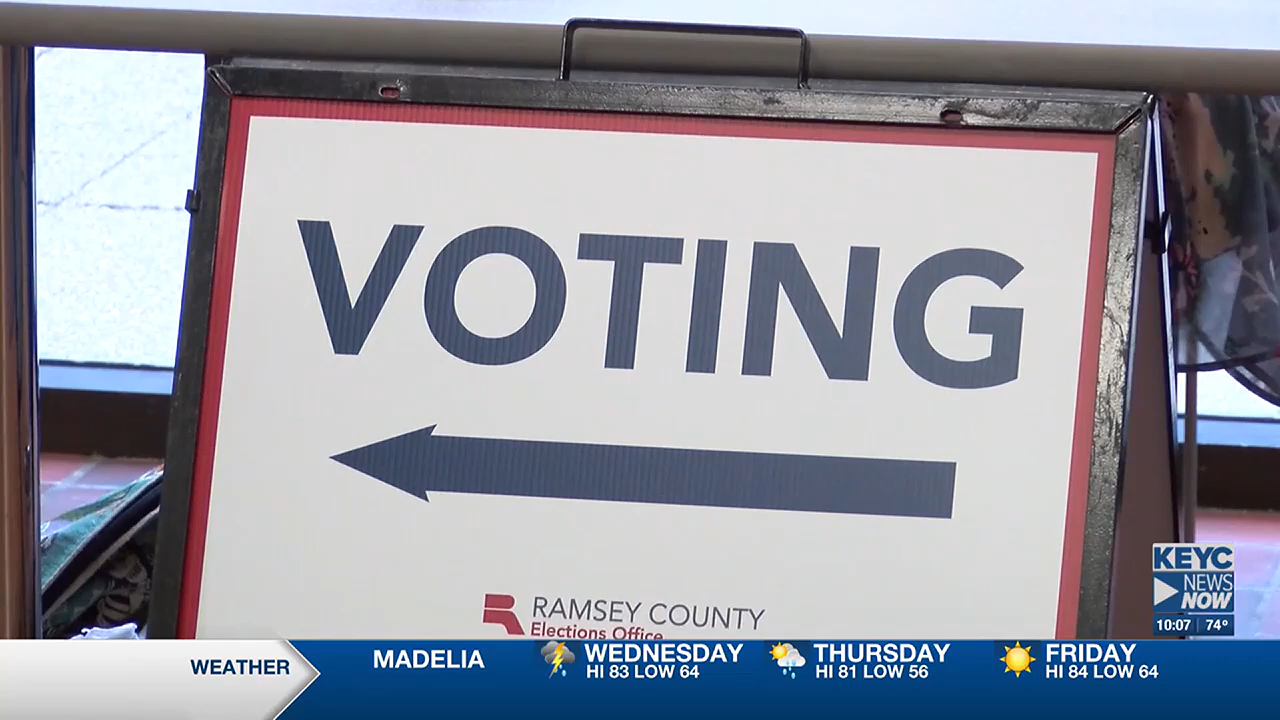 VOTING
RAMSEY COUNTY
Elections Office
KEYC
NEWS
NOW
10:07 74°
WEATHER
MADELIA
WEDNESDAY
HI 83 LOW 64
THURSDAY
HI 81 LOW 56
FRIDAY
HI 84 LOW 64